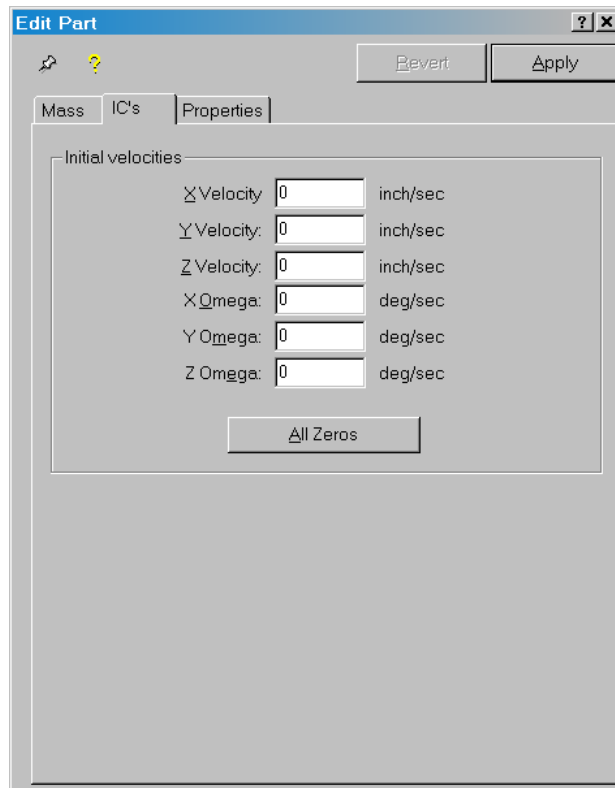 Edit Part
? X
?
Revert Apply
Mass IC's Properties
Initial velocities
X Velocity 0 inch/sec
Y Velocity: 0 inch/sec
Z Velocity: 0 inch/sec
X Omega: 0 deg/sec
Y Omega: 0 deg/sec
Z Omega: 0 deg/sec
All Zeros